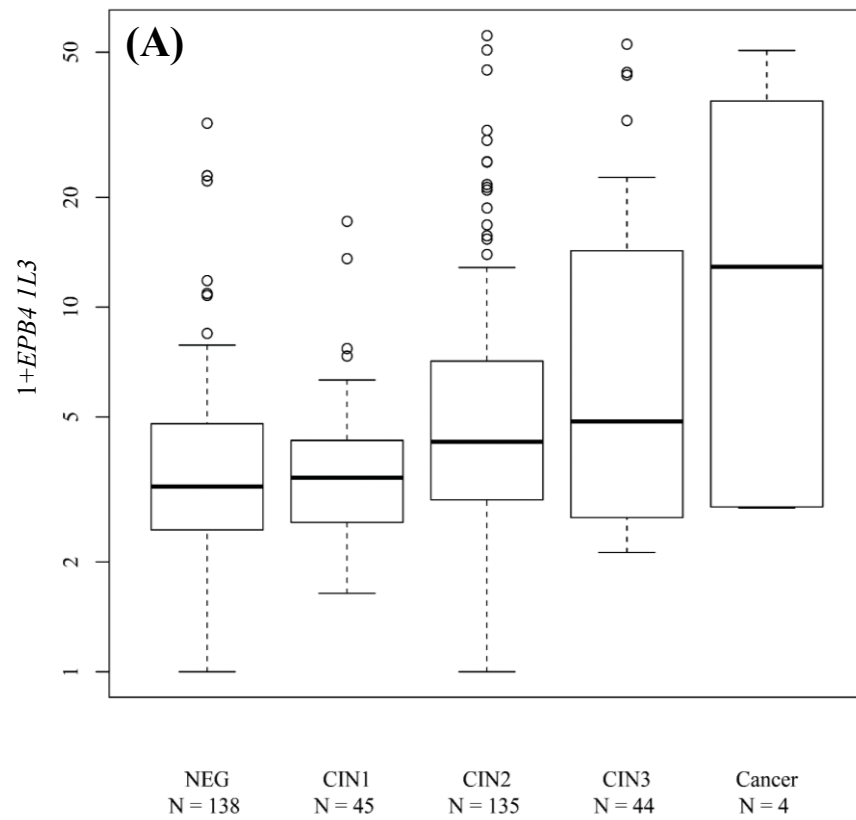 (A)
50
20
10
5
2
1
1+EPB4 1L3
NEG CIN1 CIN2 CIN3 Cancer
N = 138 N = 45 N = 135 N = 44 N = 4